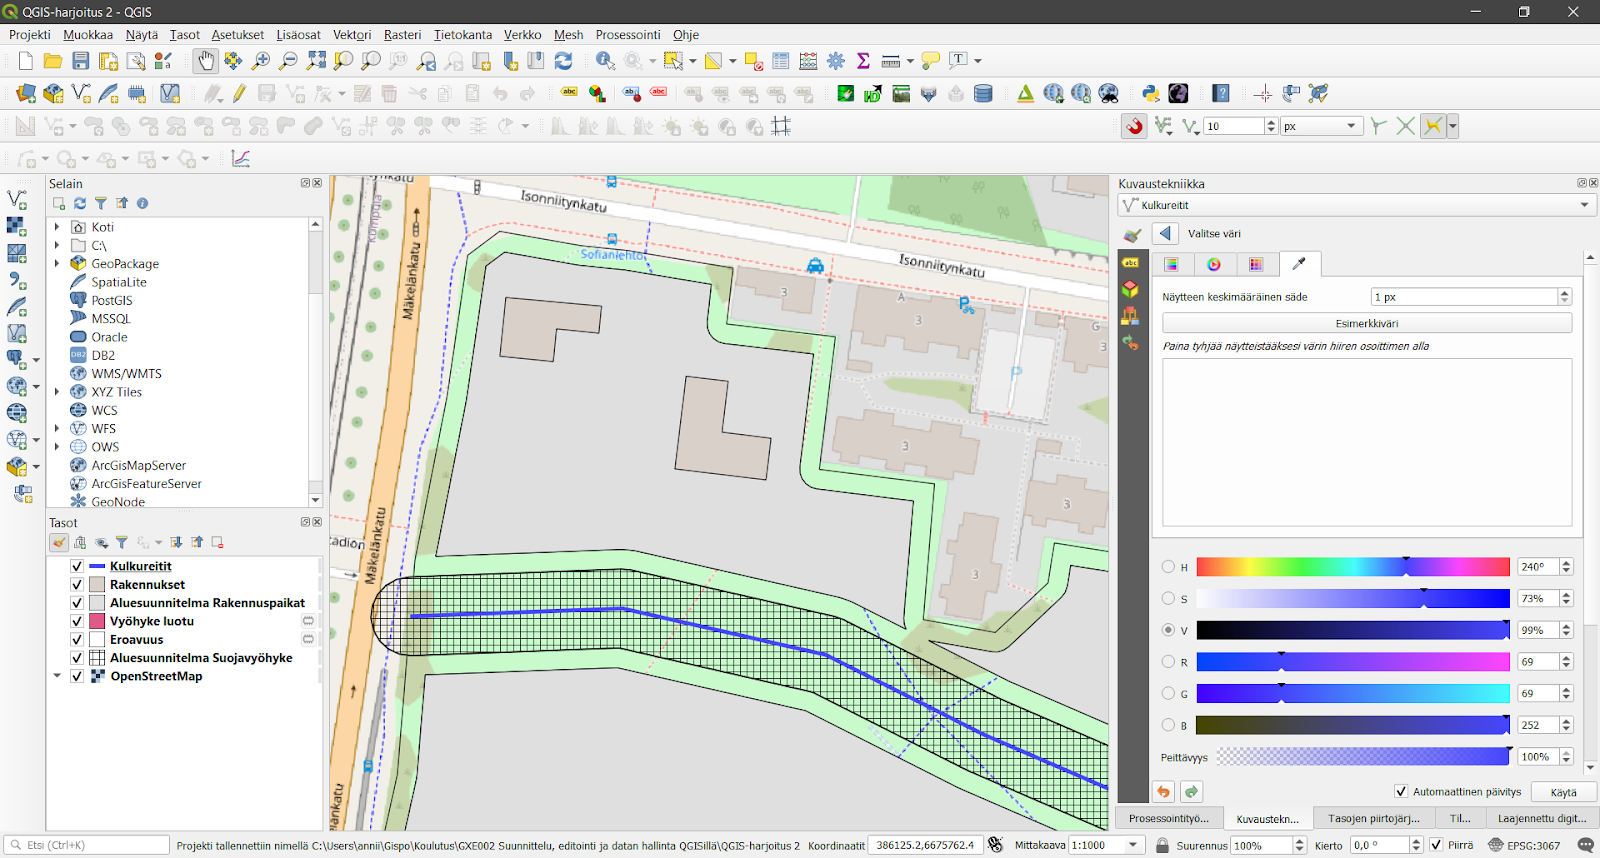 QGIS-harjoitus 2 - QGIS
Projekti Muokkaa Näytä Tasot Asetukset Lisäosat Vektori Rasteri Tietokanta Verkko Mesh Prosessointi Ohje
10 px
Selain
Koti
C:\
GeoPackage
SpatiaLite
PostGIS
MSSQL
Oracle
DB2
WMS/WMTS
XYZ Tiles
WCS
WFS
OWS
ArcGisMapServer
ArcGisFeatureServer
GeoNode
Tasot
Kulkureitit
Rakennukset
Aluesuunnitelma Rakennuspaikat
Vyöhyke luotu
Eroavuus
Aluesuunnitelma Suojavyöhyke
OpenStreetMap
Isonniitynkatu
Sofianlehto
Isonniitynkatu
Mäkelänkatu
Kumpula
3
A
3
G
3
P
3
3
3
tadion
Mäkelänkatu
Mäkelänkatu
Kuvaustekniikka
Kulkureitit
Valitse väri
Näytteen keskimääräinen säde 1 px
Esimerkkiväri
Paina tyhjää näytteistääksesi värin hiiren osoittimen alla
H 240°
S 73%
V 99%
R 69
G 69
B 252
Peittävyys 100%
Automaattinen päivitys Käytä
Prosessointityö... Kuvaustekn... Tasojen piirtojärj... Til... Laajennettu digit...
Etsi (Ctrl+K) Projekti tallennettiin nimellä C:\Users\annii\Gispo\Koulutus\GXE002 Suunnittelu, editointi ja datan hallinta QGISillä\QGIS-harjoitus 2 Koordinaatit 386125.2,6675762.4 Mittakaava 1:1000 Suurennus 100% Kierto 0,0 ° Piirrä EPSG:3067